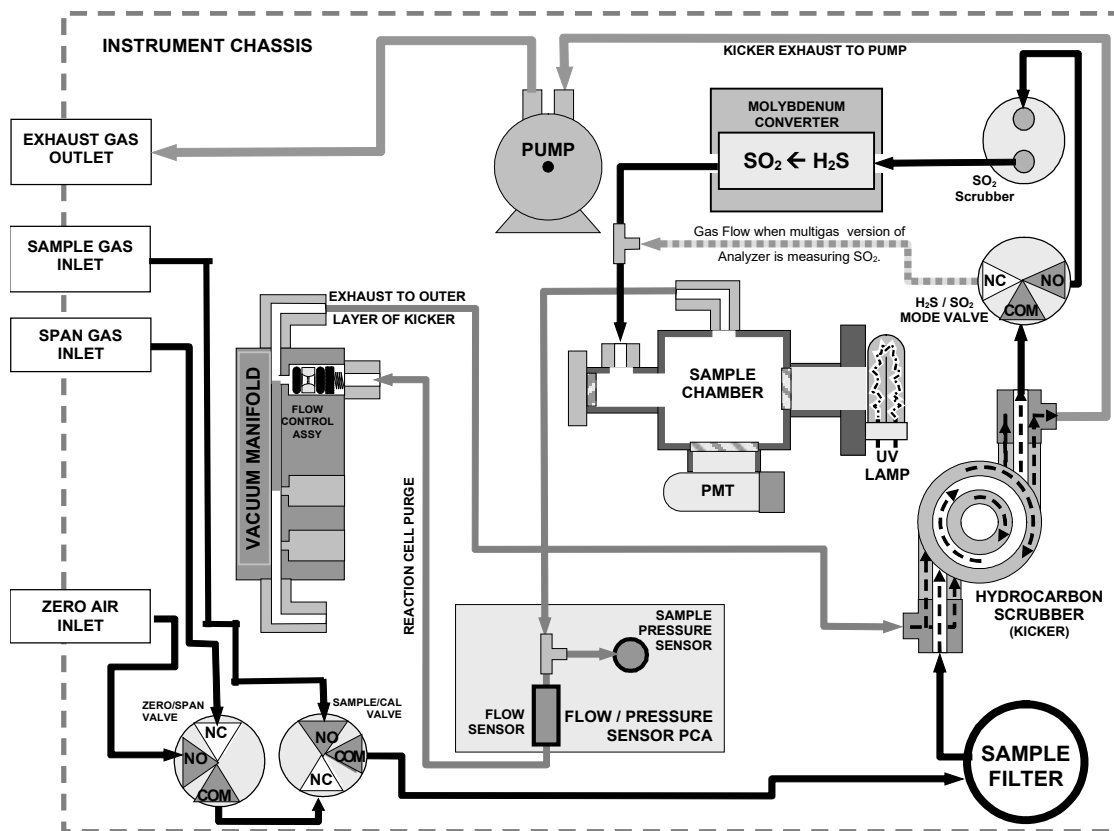 INSTRUMENT CHASSIS
KICKER EXHAUST TO PUMP
EXHAUST GAS
OUTLET
PUMP
MOLYBDENUM
CONVERTER
SO₂ ← H₂S
SO₂
Scrubber
SAMPLE GAS
INLET
Gas Flow when multigas version of
Analyzer is measuring SO₂.
NC
NO
COM
H₂S / SO₂
MODE VALVE
SPAN GAS
INLET
EXHAUST TO OUTER
LAYER OF KICKER
VACUUM MANIFOLD
FLOW
CONTROL
ASSY
SAMPLE
CHAMBER
UV
LAMP
PMT
REACTION CELL PURGE
HYDROCARBON
SCRUBBER
(KICKER)
ZERO AIR
INLET
SAMPLE
PRESSURE
SENSOR
FLOW
SENSOR
FLOW / PRESSURE
SENSOR PCA
ZERO/SPAN
VALVE
NC
NO
COM
SAMPLE/CAL
VALVE
NO
COM
NC
SAMPLE
FILTER